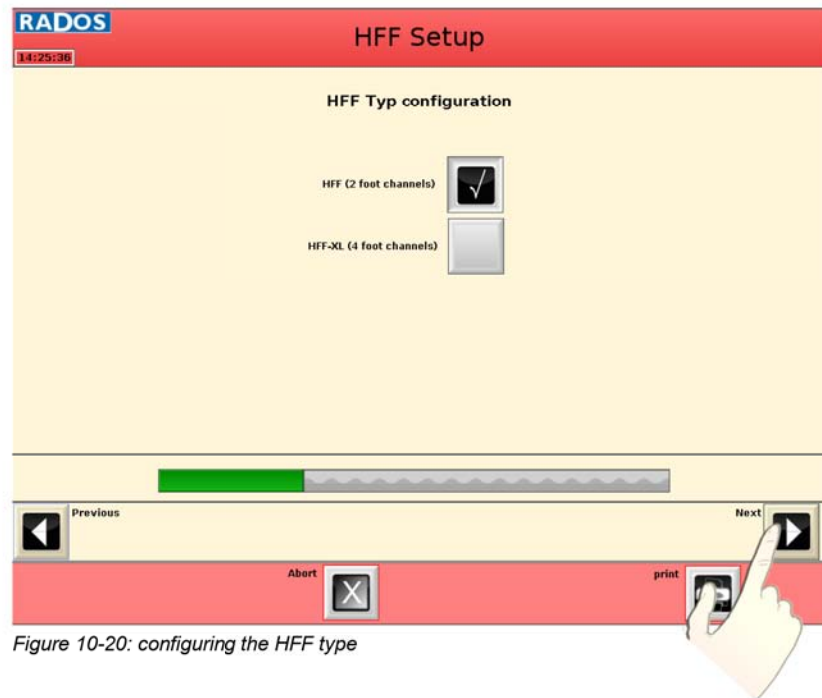 RADOS
HFF Setup
14:25:36
HFF Typ configuration
HFF (2 foot channels)
√
HFF-XL (4 foot channels)
Previous
Next
Abort
X
print
Figure 10-20: configuring the HFF type